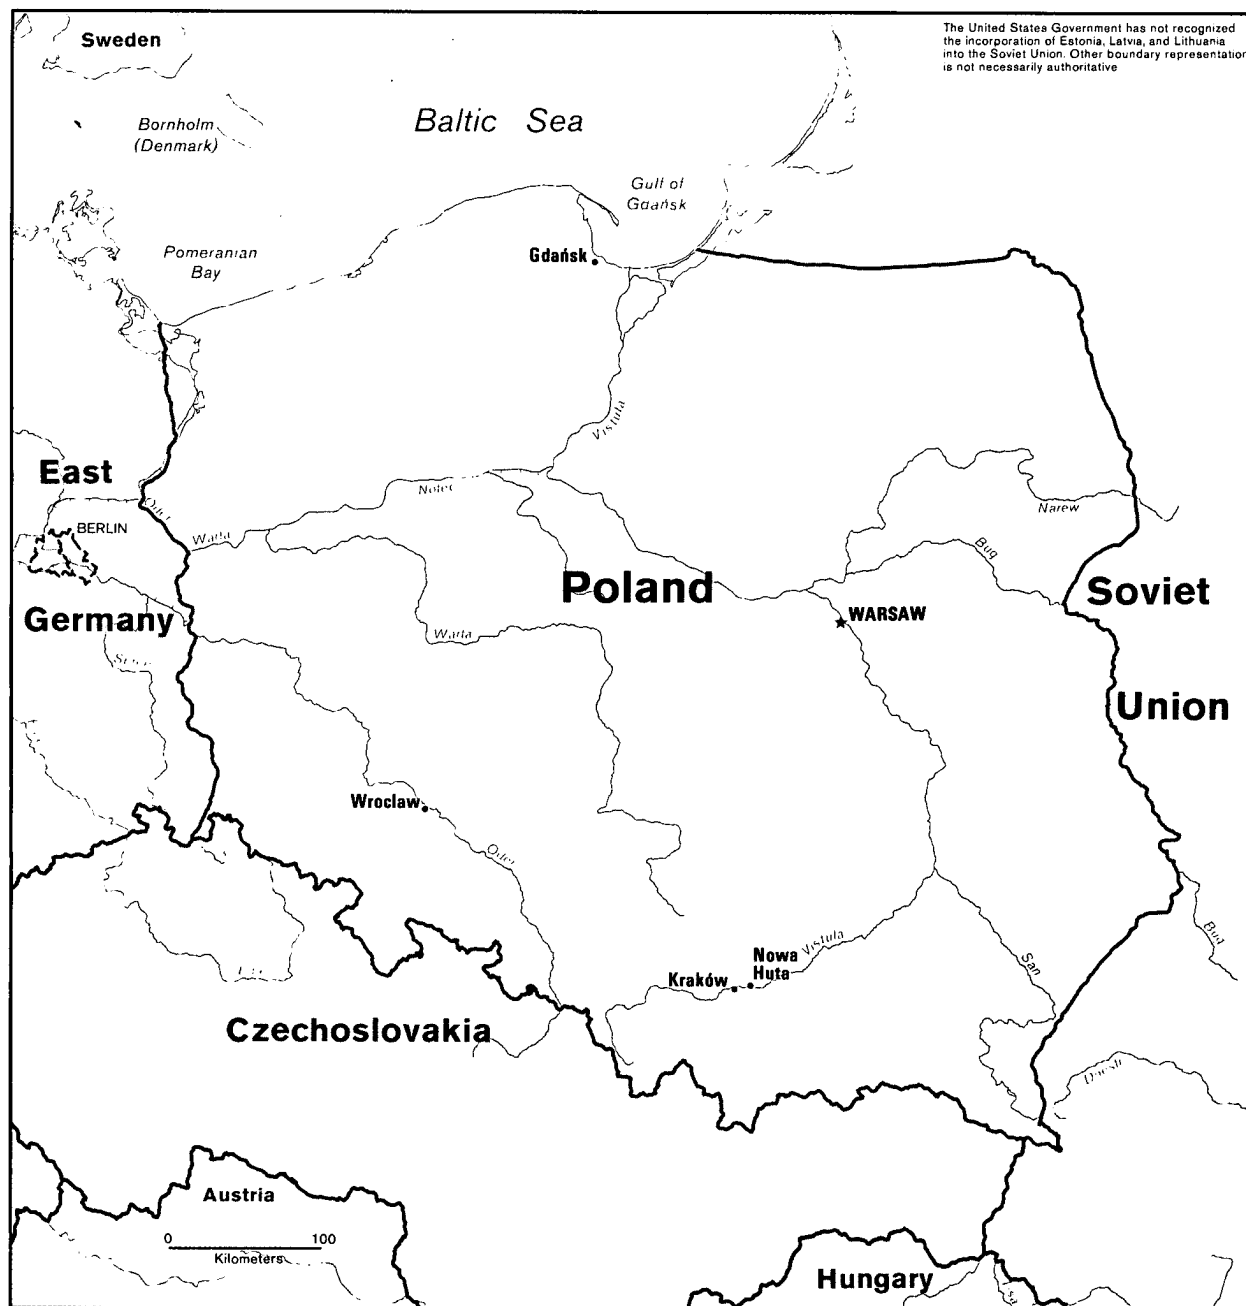 The United States Government has not recognized
the incorporation of Estonia, Latvia, and Lithuania
into the Soviet Union. Other boundary representation
is not necessarily authoritative
Sweden
Bornholm
(Denmark)
Baltic Sea
Gulf of
Gdańsk
Pomeranian
Bay
Gdańsk
Vistula
East
Oder
Noteć
Narew
BERLIN
Warta
Bug
Poland
Soviet
Germany
WARSAW
Warta
Union
Wroclaw
Oder
Nowa
Huta
Vistula
Bug
Kraków
San
Czechoslovakia
Austria
0 100
Kilometers
Hungary